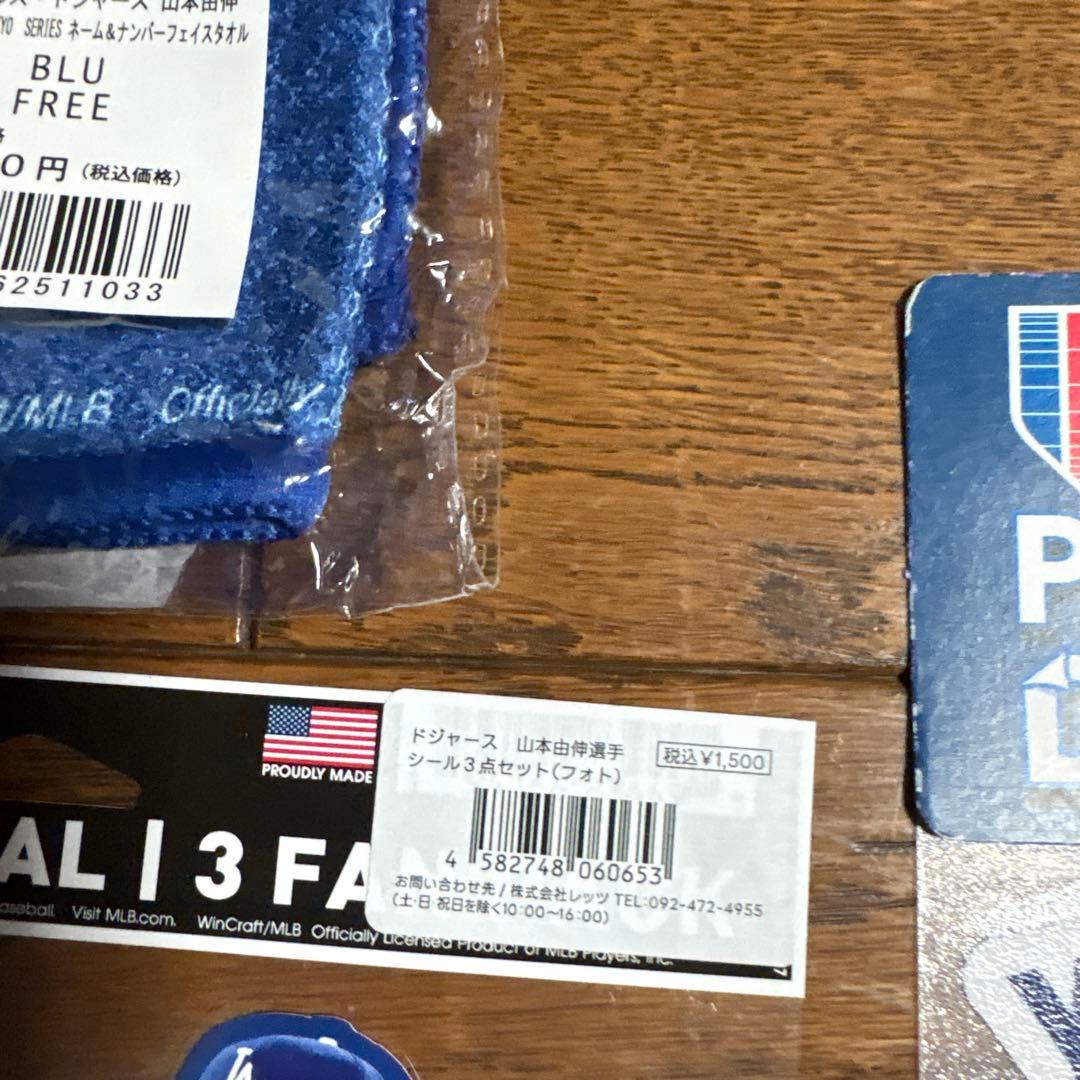 ドジャース 山本由伸
YO SERIES ネーム&ナンバーフェイスタオル
BLU
FREE
格
0円(税込価格)
62511033
/MLB Officially
PROUDLY MADE
AL | 3 FA K
aseball. Visit MLB.com. WinCraft/MLB Officially Licensed Product of MLB Players, Inc.
ドジャース 山本由伸選手
シール3点セット(フォト)
税込¥1,500
4 582748 060653
お問い合わせ先/株式会社レッツ TEL:092-472-4955
(土・日・祝日を除く10:00~16:00)
P
LA